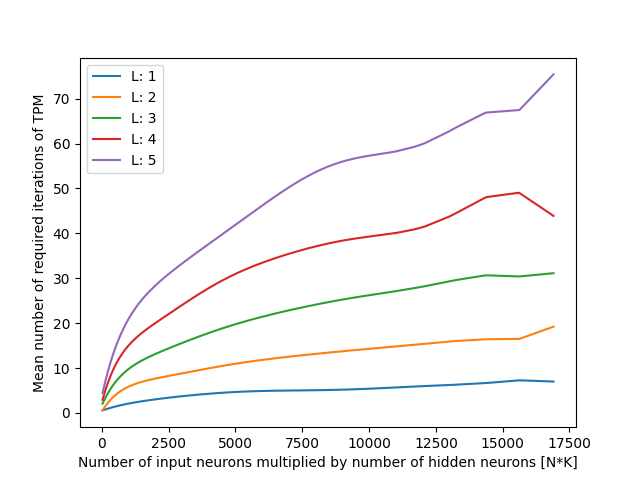 L: 1
L: 2
L: 3
L: 4
L: 5
Mean number of required iterations of TPM
70
60
50
40
30
20
10
0
0 2500 5000 7500 10000 12500 15000 17500
Number of input neurons multiplied by number of hidden neurons [N*K]